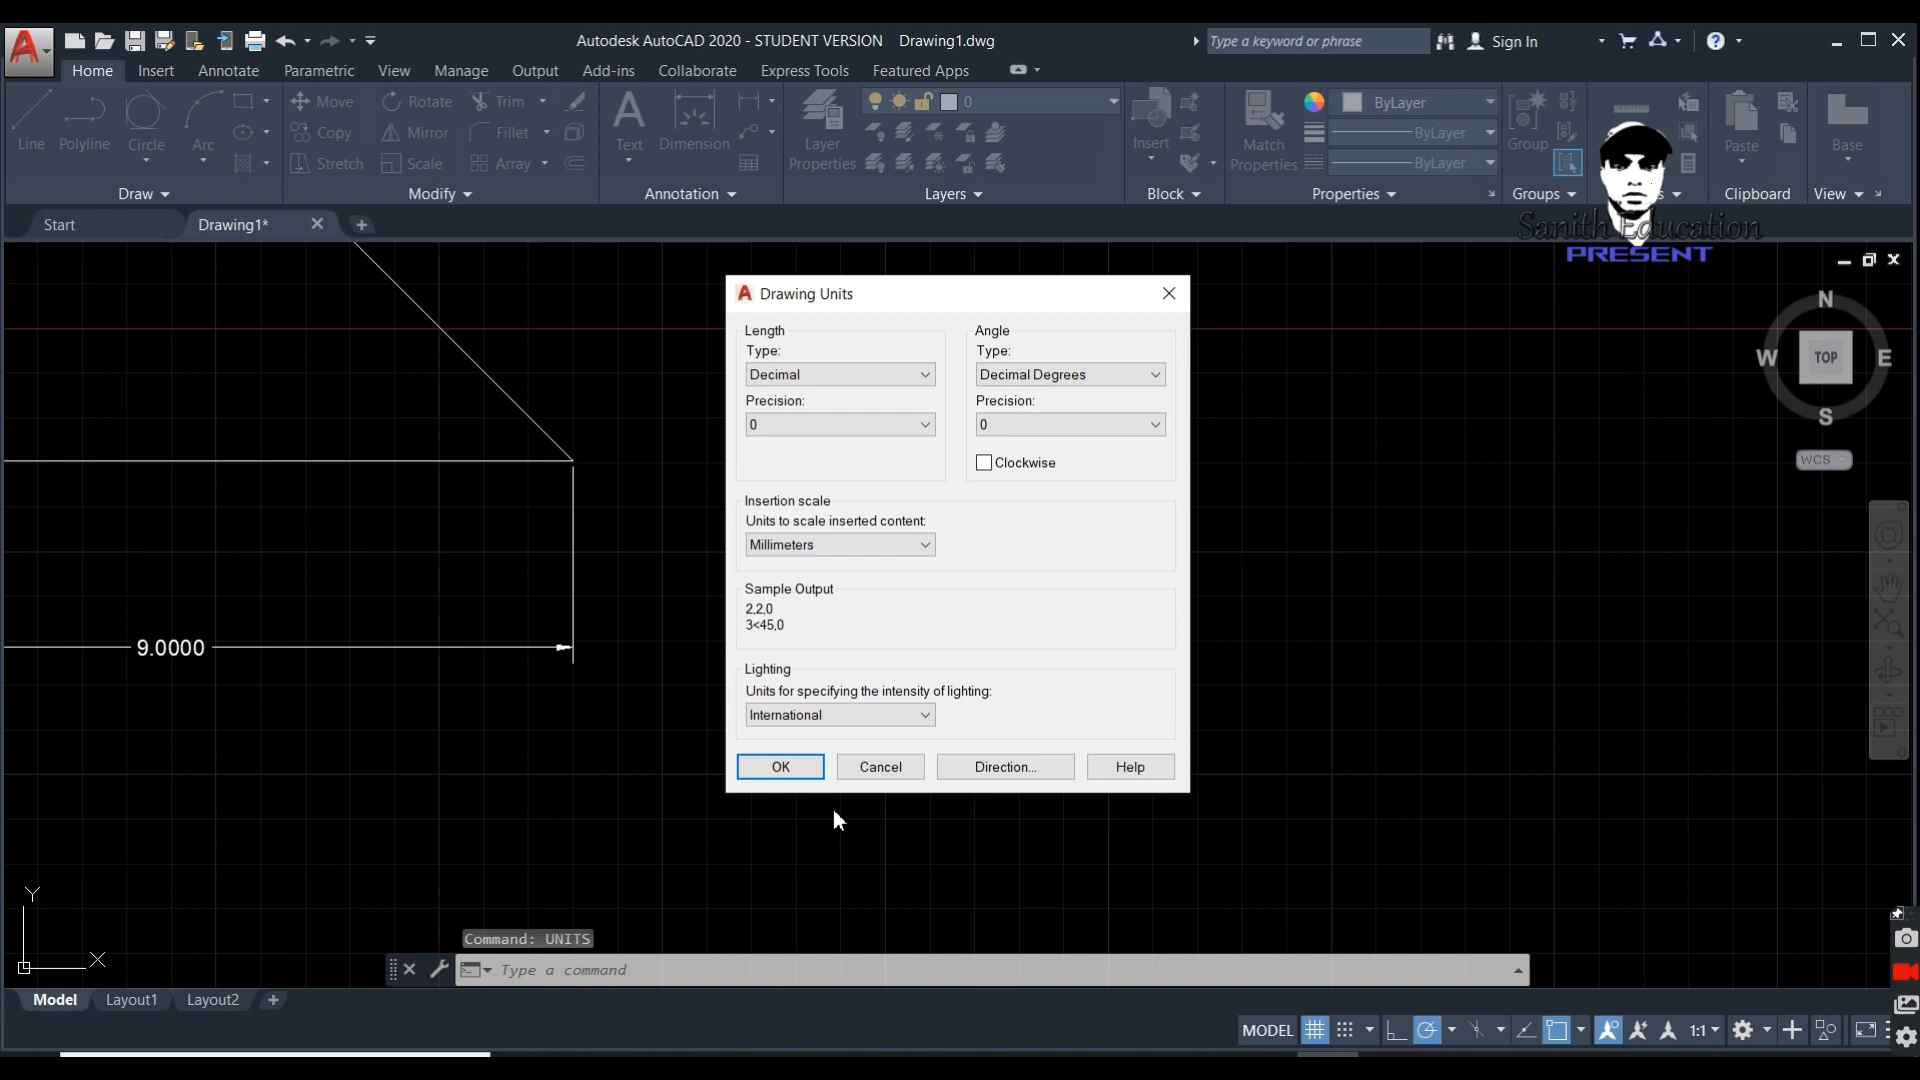 Autodesk AutoCAD 2020 - STUDENT VERSION Drawing1.dwg
Type a keyword or phrase
Sign In
Home Insert Annotate Parametric View Manage Output Add-ins Collaborate Express Tools Featured Apps
Line Polyline Circle Arc
Move Rotate Trim
Copy Mirror Fillet
Stretch Scale Array
Text Dimension
Layer Properties
0
Insert
Match Properties
ByLayer
ByLayer
ByLayer
Group
Paste
Base
Draw Modify Annotation Layers Block Properties Groups Clipboard View
Start Drawing1*
Sanith Education
PRESENT
Drawing Units
Length
Type:
Decimal
Precision:
0
Angle
Type:
Decimal Degrees
Precision:
0
Clockwise
Insertion scale
Units to scale inserted content:
Millimeters
Sample Output
2,2,0
3<45,0
Lighting
Units for specifying the intensity of lighting:
International
OK Cancel Direction... Help
N
W TOP E
S
WCS
9.0000
Y
X
Command: UNITS
Type a command
Model Layout1 Layout2
MODEL 1:1